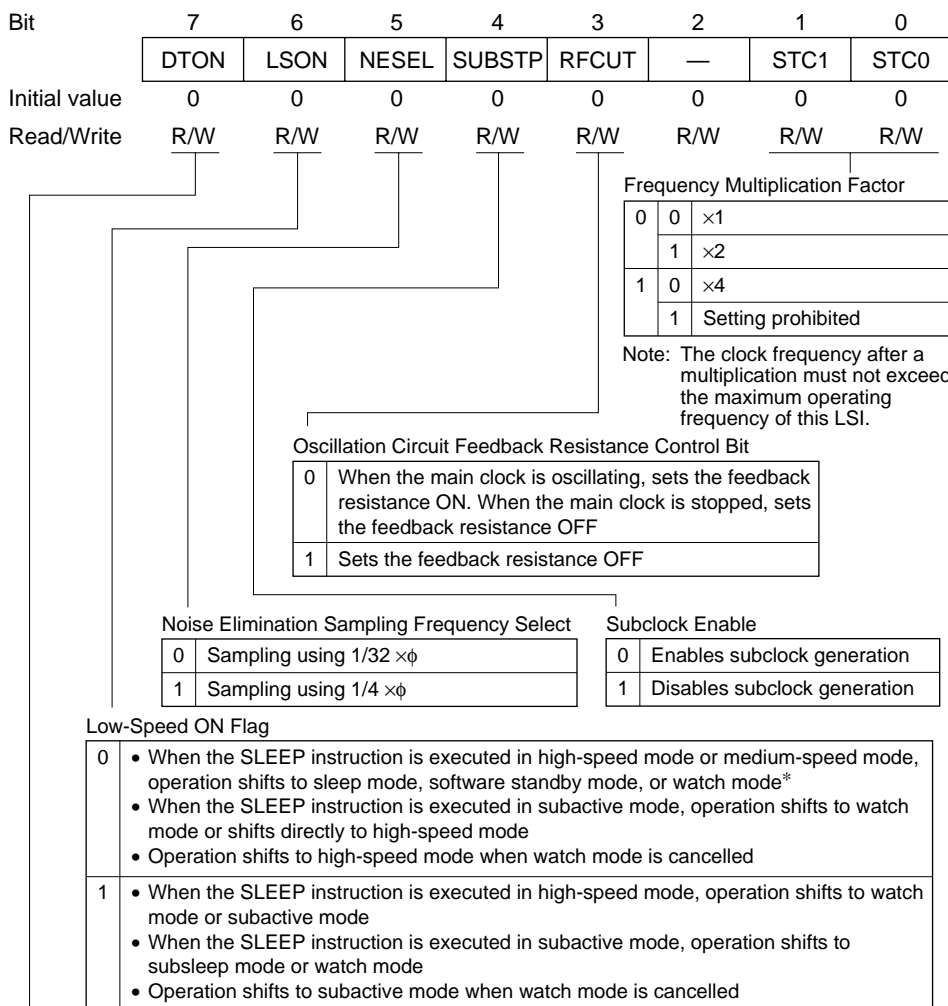 Bit 7 6 5 4 3 2 1 0
DTON LSON NESEL SUBSTP RFCUT — STC1 STC0
Initial value 0 0 0 0 0 0 0 0
Read/Write R/W R/W R/W R/W R/W R/W R/W R/W
Frequency Multiplication Factor
0 0 ×1
1 ×2
1 0 ×4
1 Setting prohibited
Note: The clock frequency after a
multiplication must not exceed
the maximum operating
frequency of this LSI.
Oscillation Circuit Feedback Resistance Control Bit
0 When the main clock is oscillating, sets the feedback
resistance ON. When the main clock is stopped, sets
the feedback resistance OFF
1 Sets the feedback resistance OFF
Noise Elimination Sampling Frequency Select
0 Sampling using 1/32 ×ϕ
1 Sampling using 1/4 ×ϕ
Subclock Enable
0 Enables subclock generation
1 Disables subclock generation
Low-Speed ON Flag
0 • When the SLEEP instruction is executed in high-speed mode or medium-speed mode,
operation shifts to sleep mode, software standby mode, or watch mode*
• When the SLEEP instruction is executed in subactive mode, operation shifts to watch
mode or shifts directly to high-speed mode
• Operation shifts to high-speed mode when watch mode is cancelled
1 • When the SLEEP instruction is executed in high-speed mode, operation shifts to watch
mode or subactive mode
• When the SLEEP instruction is executed in subactive mode, operation shifts to
subsleep mode or watch mode
• Operation shifts to subactive mode when watch mode is cancelled